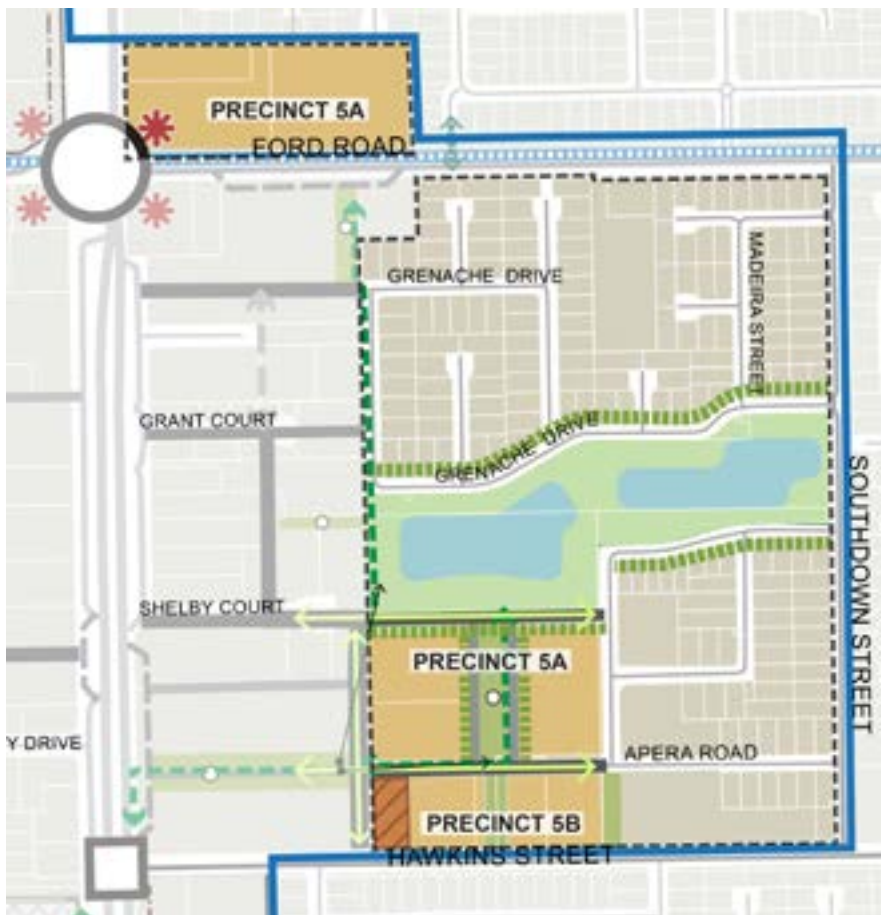 PRECINCT 5A
FORD ROAD
GRENACHE DRIVE
MADEIRA STREET
GRANT COURT
GRENACHE DRIVE
SOUTHDOWN STREET
SHELBY COURT
PRECINCT 5A
Y DRIVE
APERA ROAD
PRECINCT 5B
HAWKINS STREET